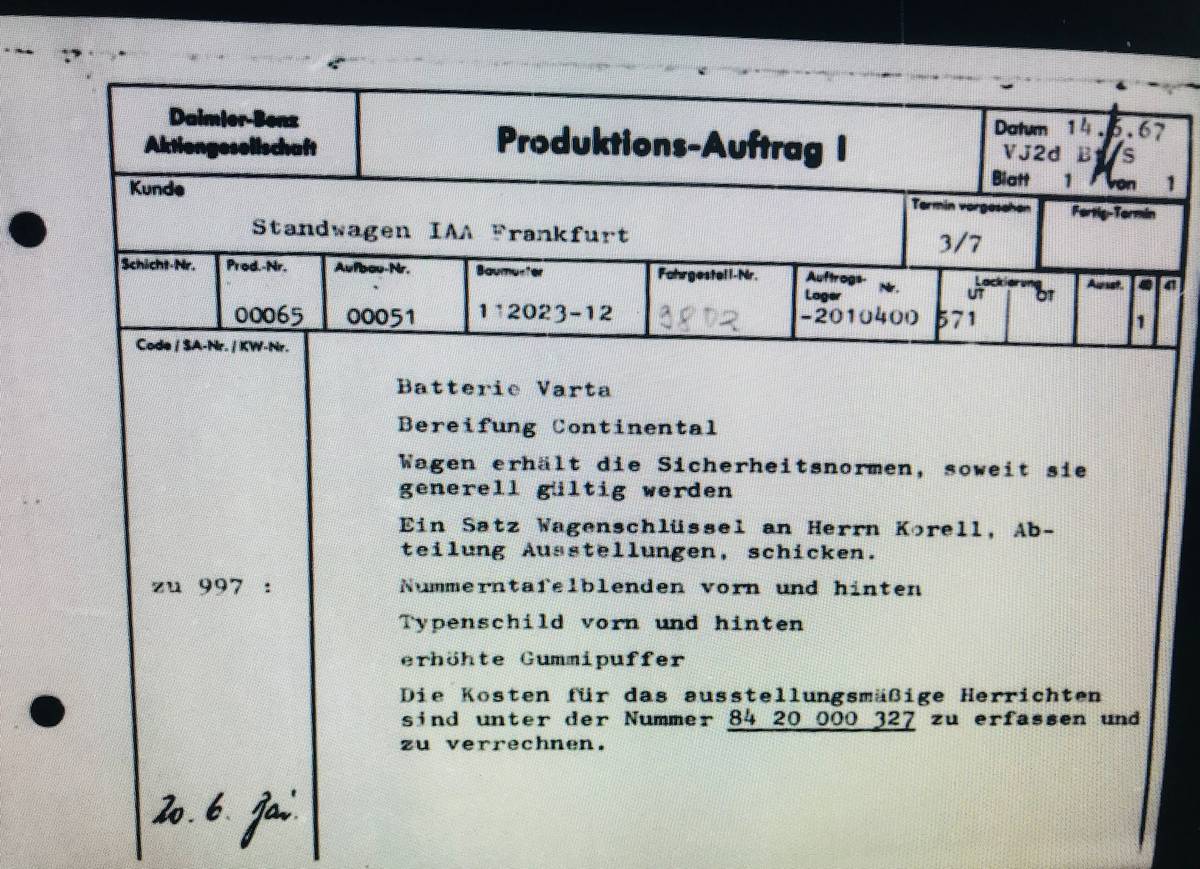 Daimler-Benz
Aktiengesellschaft
Produktions-Auftrag I
Datum 14.6.67
VJ2d /S
Blatt 1 von 1
Kunde
Standwagen IAA Frankfurt
Termin vorgesehen
3/7
Fertig-Termin
Schicht-Nr.
Prod.-Nr.
00065
Aufbau-Nr.
00051
Baumuster
112023-12
Fahrgestell-Nr.
9802
Auftrags-
Lager Nr.
-2010400
Lackierung
UT OT
571
Ausst.
40
1
41
Code / SA-Nr. / KW-Nr.
Batterie Varta
Bereifung Continental
Wagen erhält die Sicherheitsnormen, soweit sie
generell gültig werden
Ein Satz Wagenschlüssel an Herrn Korell, Ab-
teilung Ausstellungen, schicken.
zu 997 : Nummerntafelblenden vorn und hinten
Typenschild vorn und hinten
erhöhte Gummipuffer
Die Kosten für das ausstellungsmäßige Herrichten
sind unter der Nummer 84 20 000 327 zu erfassen und
zu verrechnen.
20. 6.